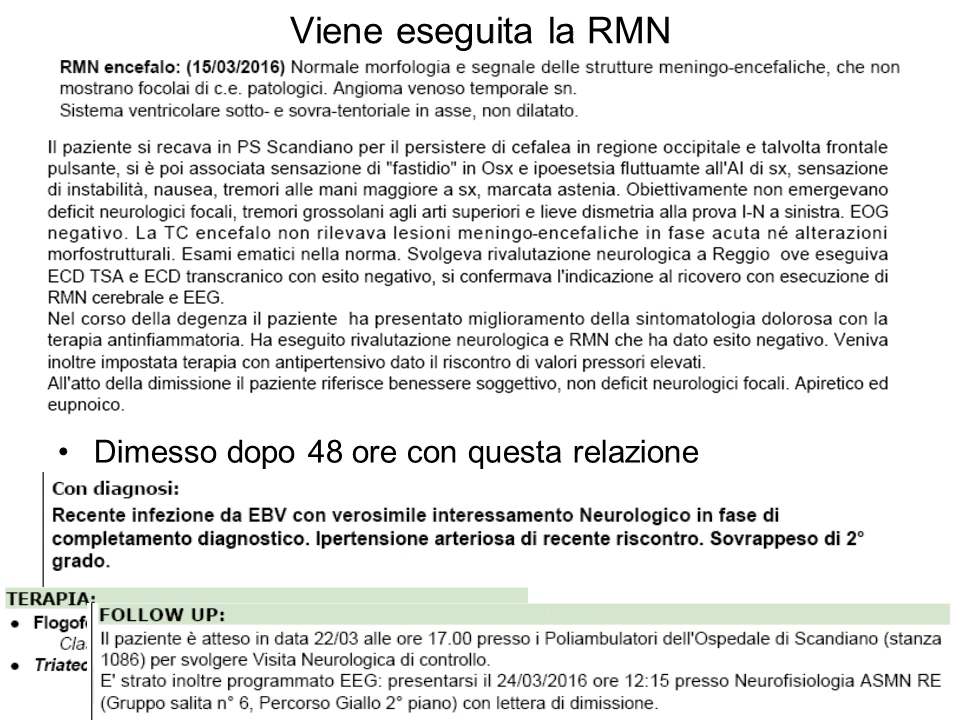 Viene eseguita la RMN
RMN encefalo: (15/03/2016) Normale morfologia e segnale delle strutture meningo-encefaliche, che non
mostrano focolai di c.e. patologici. Angioma venoso temporale sn.
Sistema ventricolare sotto- e sovra-tentoriale in asse, non dilatato.
Il paziente si recava in PS Scandiano per il persistere di cefalea in regione occipitale e talvolta frontale
pulsante, si è poi associata sensazione di "fastidio" in Osx e ipoesetsia fluttuamte all'AI di sx, sensazione
di instabilità, nausea, tremori alle mani maggiore a sx, marcata astenia. Obiettivamente non emergevano
deficit neurologici focali, tremori grossolani agli arti superiori e lieve dismetria alla prova I-N a sinistra. EOG
negativo. La TC encefalo non rilevava lesioni meningo-encefaliche in fase acuta né alterazioni
morfostrutturali. Esami ematici nella norma. Svolgeva rivalutazione neurologica a Reggio ove eseguiva
ECD TSA e ECD transcranico con esito negativo, si confermava l'indicazione al ricovero con esecuzione di
RMN cerebrale e EEG.
Nel corso della degenza il paziente ha presentato miglioramento della sintomatologia dolorosa con la
terapia antinfiammatoria. Ha eseguito rivalutazione neurologica e RMN che ha dato esito negativo. Veniva
inoltre impostata terapia con antipertensivo dato il riscontro di valori pressori elevati.
All'atto della dimissione il paziente riferisce benessere soggettivo, non deficit neurologici focali. Apiretico ed
eupnoico.
• Dimesso dopo 48 ore con questa relazione
Con diagnosi:
Recente infezione da EBV con verosimile interessamento Neurologico in fase di
completamento diagnostico. Ipertensione arteriosa di recente riscontro. Sovrappeso di 2°
grado.
TERAPIA:
• Flogof
Cla
• Triatec
FOLLOW UP:
Il paziente è atteso in data 22/03 alle ore 17.00 presso i Poliambulatori dell'Ospedale di Scandiano (stanza
1086) per svolgere Visita Neurologica di controllo.
E' strato inoltre programmato EEG: presentarsi il 24/03/2016 ore 12:15 presso Neurofisiologia ASMN RE
(Gruppo salita n° 6, Percorso Giallo 2° piano) con lettera di dimissione.